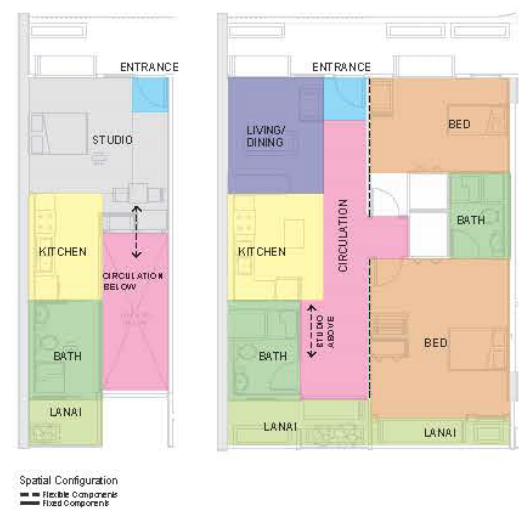 ENTRANCE
STUDIO
KITCHEN
CIRCULATION
BELOW
BATH
LANAI
ENTRANCE
LIVING/
DINING
BED
KITCHEN
CIRCULATION
BATH
STUDIO
ABOVE
BATH
BED
LANAI
LANAI
Spatial Configuration
Flexible Components
Fixed Components